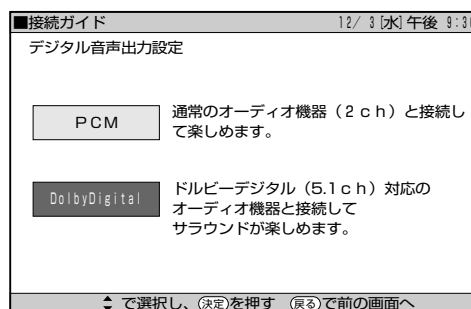 ■接続ガイド 12/ 3[水]午後 9:3
デジタル音声出力設定
PCM
通常のオーディオ機器（2ch）と接続し
て楽しめます。
DolbyDigital
ドルビーデジタル（5.1ch）対応の
オーディオ機器と接続して
サラウンドが楽しめます。
で選択し、決定を押す 戻るで前の画面へ